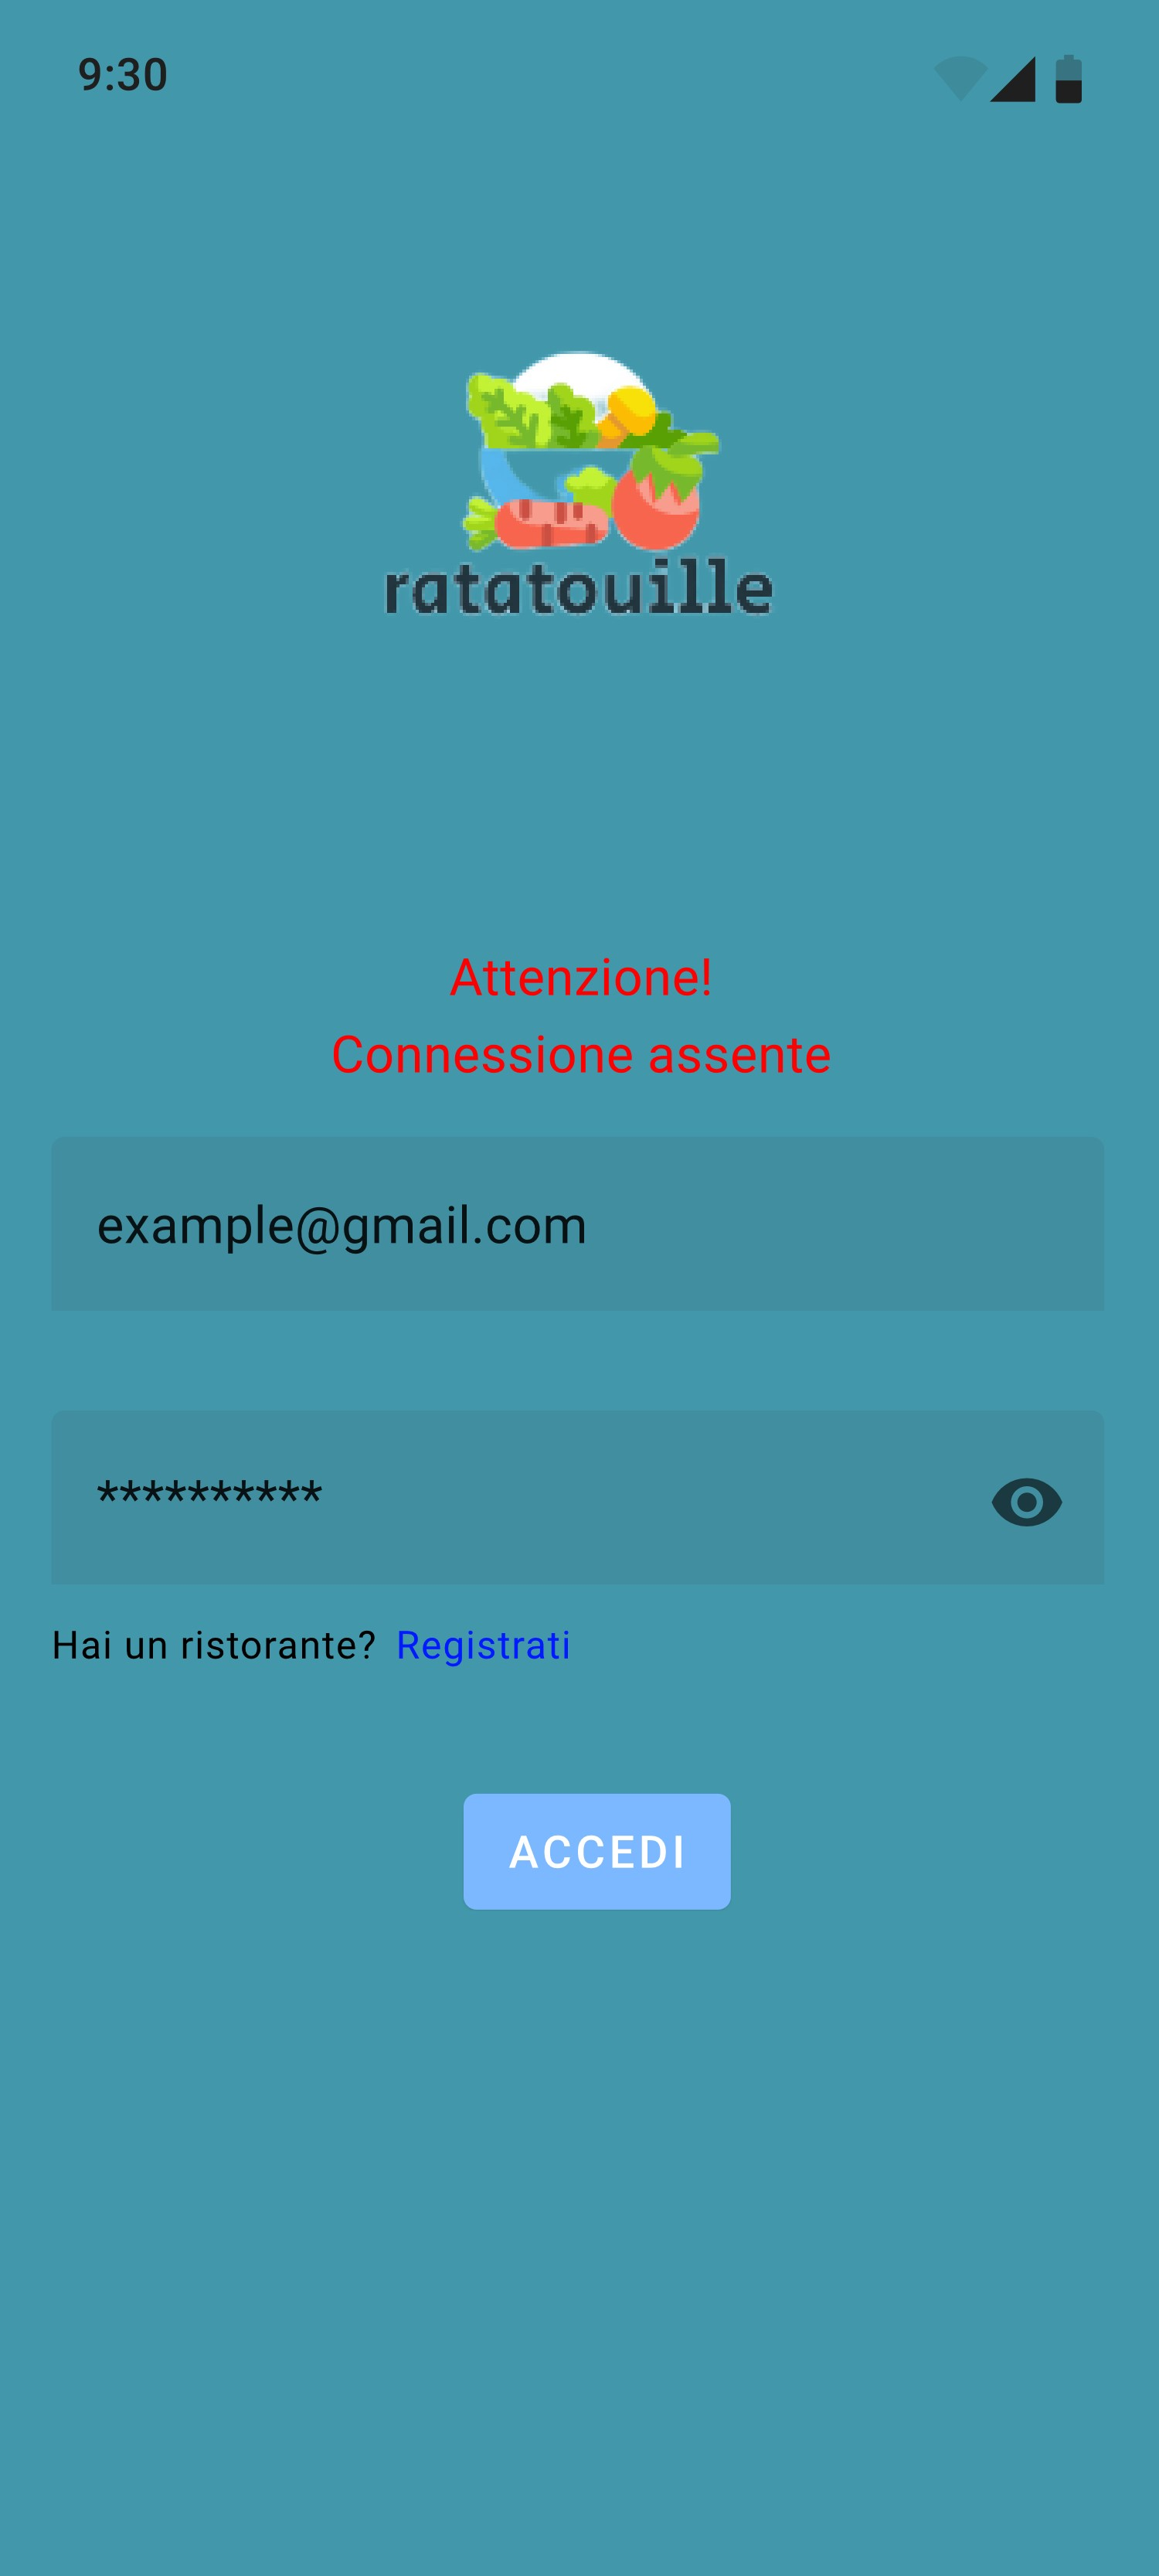 9:30
ratatouille
Attenzione!
Connessione assente
example@gmail.com
**********
Hai un ristorante? Registrati
ACCEDI